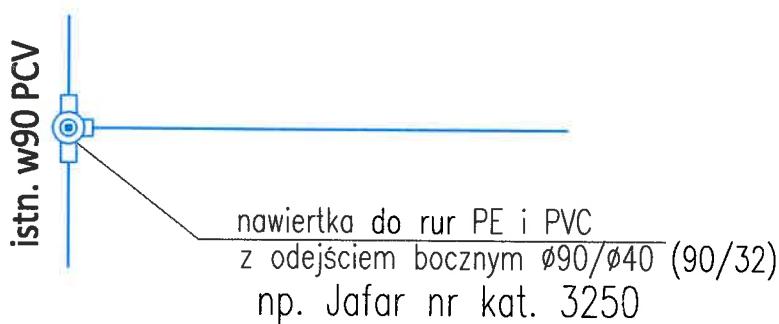 istn. w90 PCV
nawiertka do rur PE i PVC
z odejściem bocznym ø90/ø40 (90/32)
np. Jafar nr kat. 3250